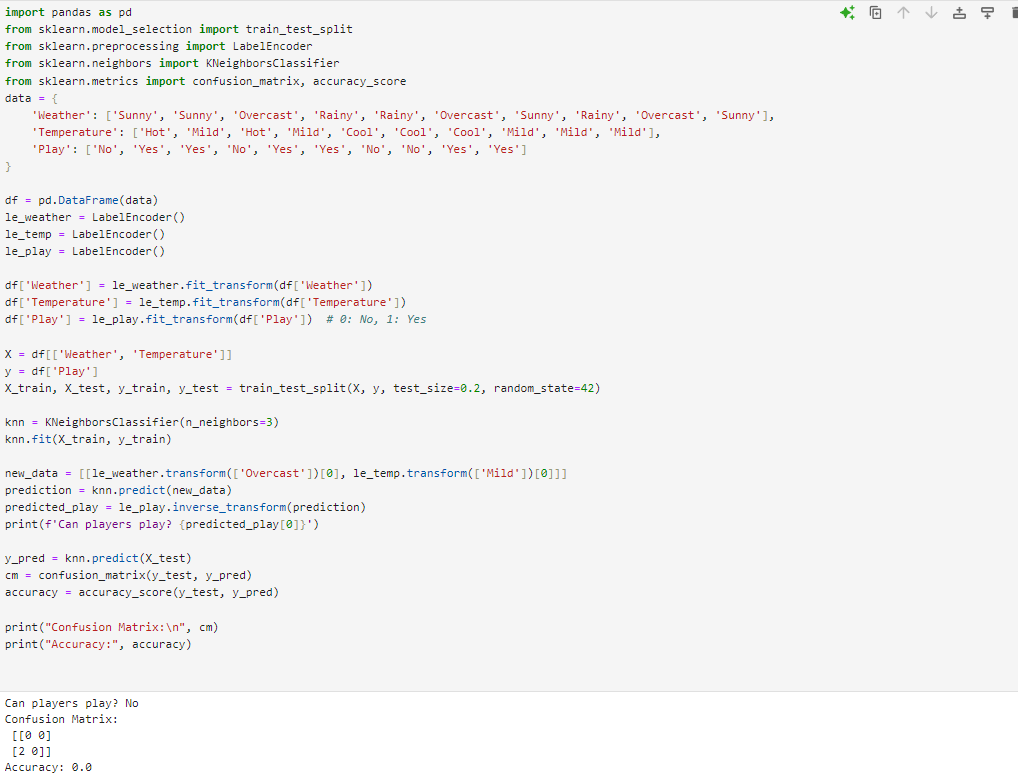 import pandas as pd
from sklearn.model_selection import train_test_split
from sklearn.preprocessing import LabelEncoder
from sklearn.neighbors import KNeighborsClassifier
from sklearn.metrics import confusion_matrix, accuracy_score
data = {
    'Weather': ['Sunny', 'Sunny', 'Overcast', 'Rainy', 'Rainy', 'Overcast', 'Sunny', 'Rainy', 'Overcast', 'Sunny'],
    'Temperature': ['Hot', 'Mild', 'Hot', 'Mild', 'Cool', 'Cool', 'Cool', 'Mild', 'Mild', 'Mild'],
    'Play': ['No', 'Yes', 'Yes', 'No', 'Yes', 'Yes', 'No', 'No', 'Yes', 'Yes']
}
df = pd.DataFrame(data)
le_weather = LabelEncoder()
le_temp = LabelEncoder()
le_play = LabelEncoder()
df['Weather'] = le_weather.fit_transform(df['Weather'])
df['Temperature'] = le_temp.fit_transform(df['Temperature'])
df['Play'] = le_play.fit_transform(df['Play'])  # 0: No, 1: Yes
X = df[['Weather', 'Temperature']]
y = df['Play']
X_train, X_test, y_train, y_test = train_test_split(X, y, test_size=0.2, random_state=42)
knn = KNeighborsClassifier(n_neighbors=3)
knn.fit(X_train, y_train)
new_data = [[le_weather.transform(['Overcast'])[0], le_temp.transform(['Mild'])[0]]]
prediction = knn.predict(new_data)
predicted_play = le_play.inverse_transform(prediction)
print(f'Can players play? {predicted_play[0]}')
y_pred = knn.predict(X_test)
cm = confusion_matrix(y_test, y_pred)
accuracy = accuracy_score(y_test, y_pred)
print("Confusion Matrix:\n", cm)
print("Accuracy:", accuracy)
Can players play? No
Confusion Matrix:
 [[0 0]
 [2 0]]
Accuracy: 0.0